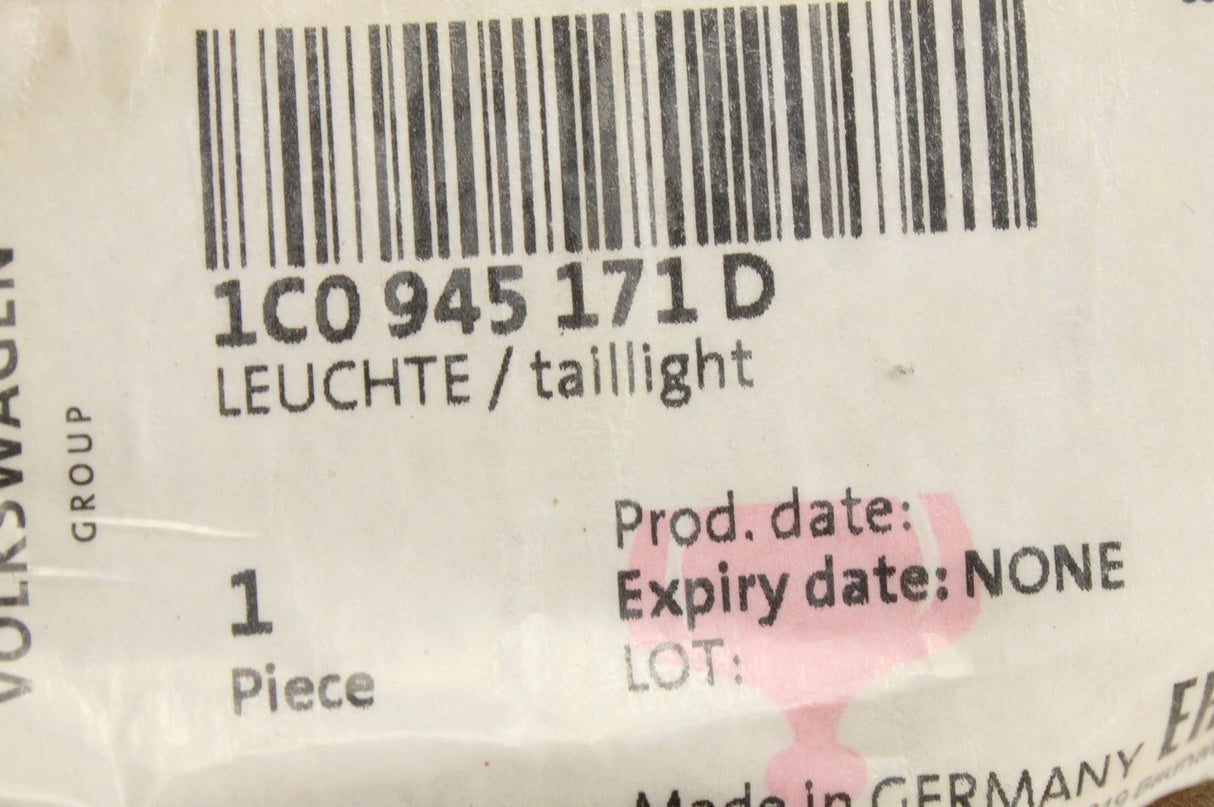 1C0 945 171 D
LEUCHTE / taillight
VOLKSWAGEN
GROUP
Prod. date:
Expiry date: NONE
LOT:
1
Piece
Made in GERMANY